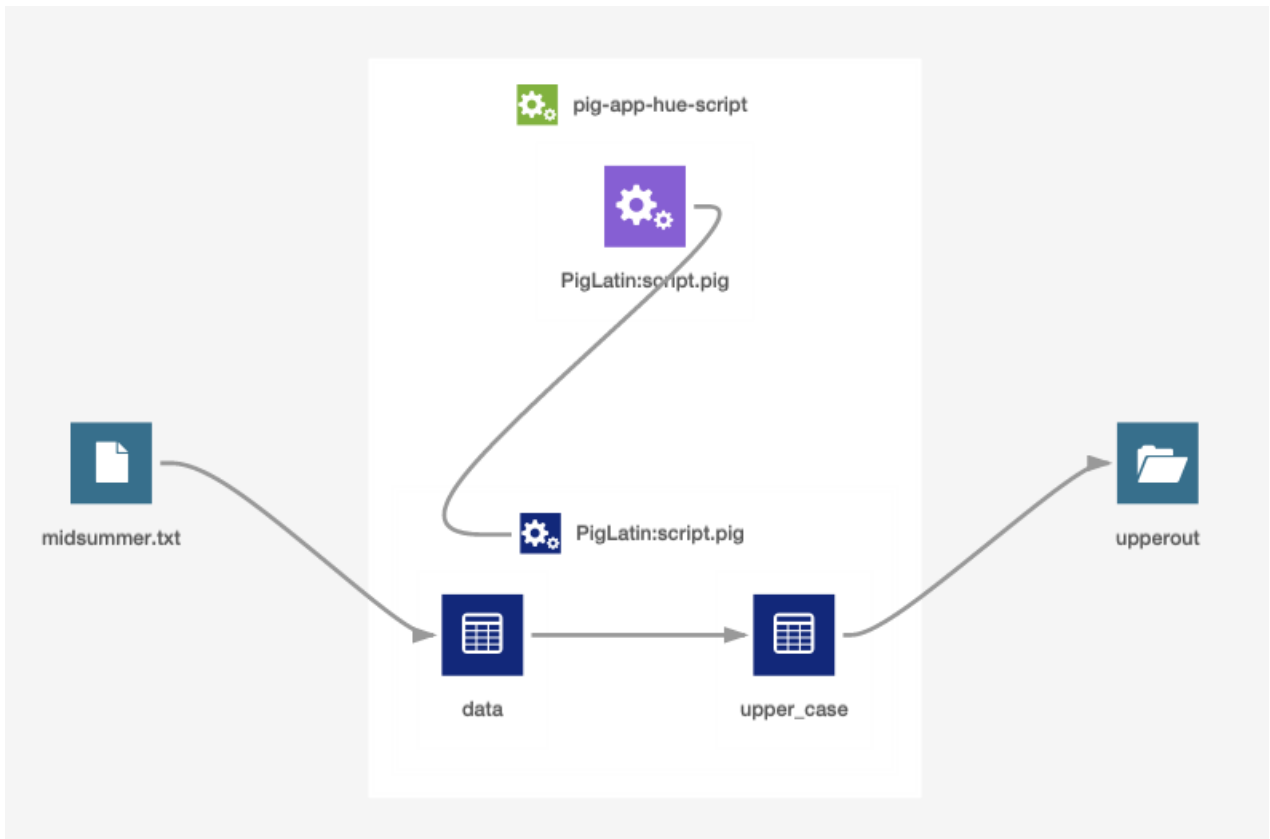 pig-app-hue-script
PigLatin:script.pig
midsummer.txt
PigLatin:script.pig
upperout
data
upper_case